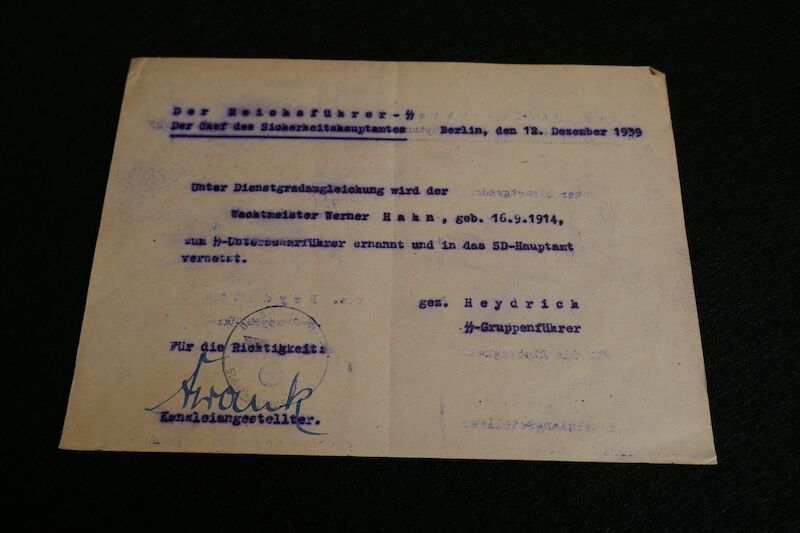 Der Reichsführer-ᛋᛋ
Der Chef des Sicherheitshauptamtes
Berlin, den 12. Dezember 1939
Unter Dienstgradangleichung wird der
Wachtmeister Werner Hahn, geb. 16.9.1914,
zum ᛋᛋ-Unterscharführer ernannt und in das SD-Hauptamt
versetzt.
gez. Heydrich
ᛋᛋ-Gruppenführer
Für die Richtigkeit:
Kanzleiangestellter.